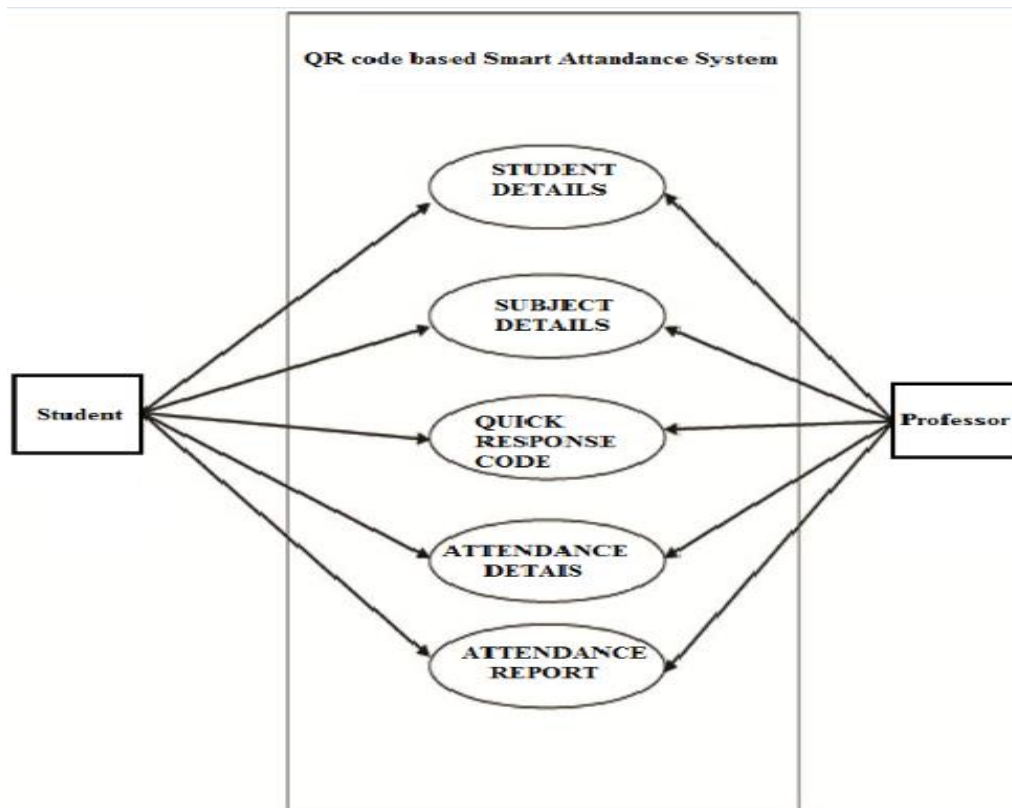 QR code based Smart Attandance System
STUDENT
DETAILS
SUBJECT
DETAILS
Student
QUICK
RESPONSE
CODE
Professor
ATTENDANCE
DETAIS
ATTENDANCE
REPORT